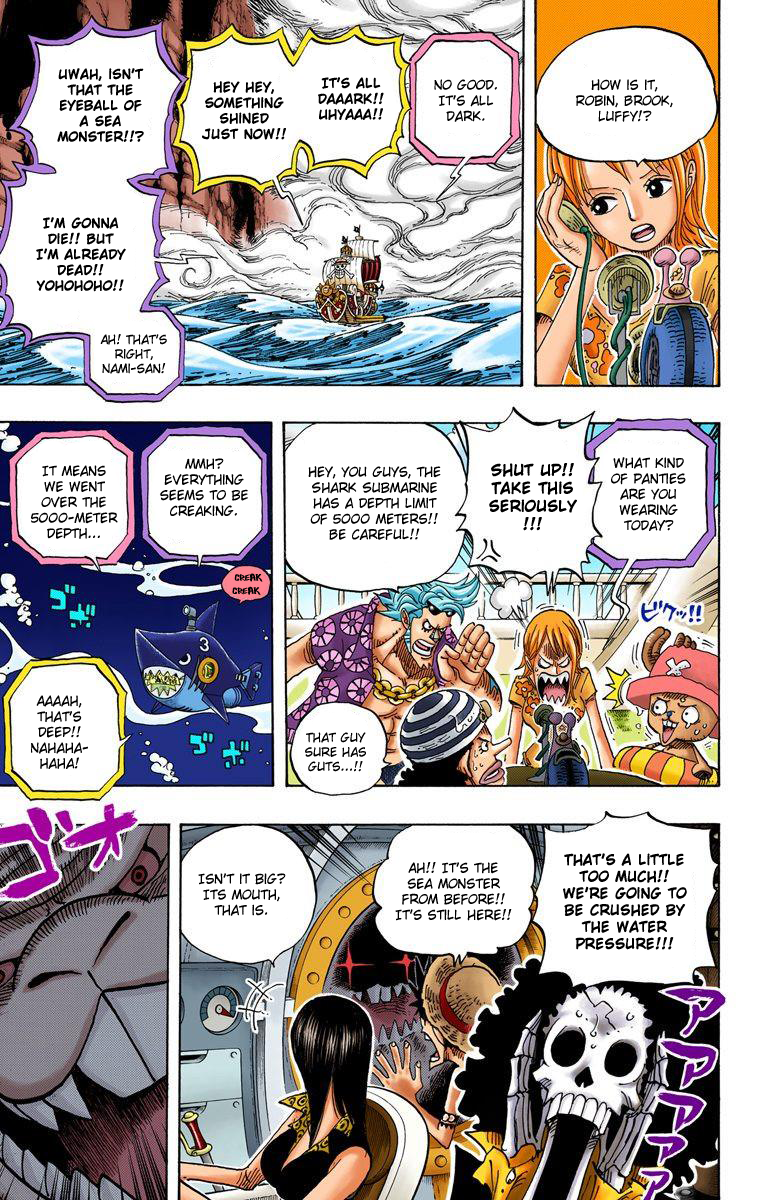 HOW IS IT,
ROBIN, BROOK,
LUFFY!?
NO GOOD.
IT'S ALL
DARK.
IT'S ALL
DAAARK!!
UHYAAA!!
HEY HEY,
SOMETHING
SHINED
JUST NOW!!
UWAH, ISN'T
THAT THE
EYEBALL OF
A SEA
MONSTER!!?
I'M GONNA
DIE!! BUT
I'M ALREADY
DEAD!!
YOHOHOHO!!
AH! THAT'S
RIGHT,
NAMI-SAN!
WHAT KIND
OF PANTIES
ARE YOU
WEARING
TODAY?
SHUT UP!!
TAKE THIS
SERIOUSLY
!!!
ビクッ!!
HEY, YOU GUYS, THE
SHARK SUBMARINE
HAS A DEPTH LIMIT
OF 5000 METERS!!
BE CAREFUL!!
THAT GUY
SURE HAS
GUTS...!!
MMH?
EVERYTHING
SEEMS TO BE
CREAKING.
IT MEANS
WE WENT
OVER THE
5000-METER
DEPTH...
CREAK
CREAK
ゴボ
3
ゴボ
AAAAH,
THAT'S
DEEP!!
NAHAHA-
HAHA!
THAT'S A LITTLE
TOO MUCH!!
WE'RE GOING TO
BE CRUSHED BY
THE WATER
PRESSURE!!!
アアアア
AH!! IT'S THE
SEA MONSTER
FROM BEFORE!!
IT'S STILL HERE!!
ISN'T IT BIG?
ITS MOUTH,
THAT IS.
ゴオ